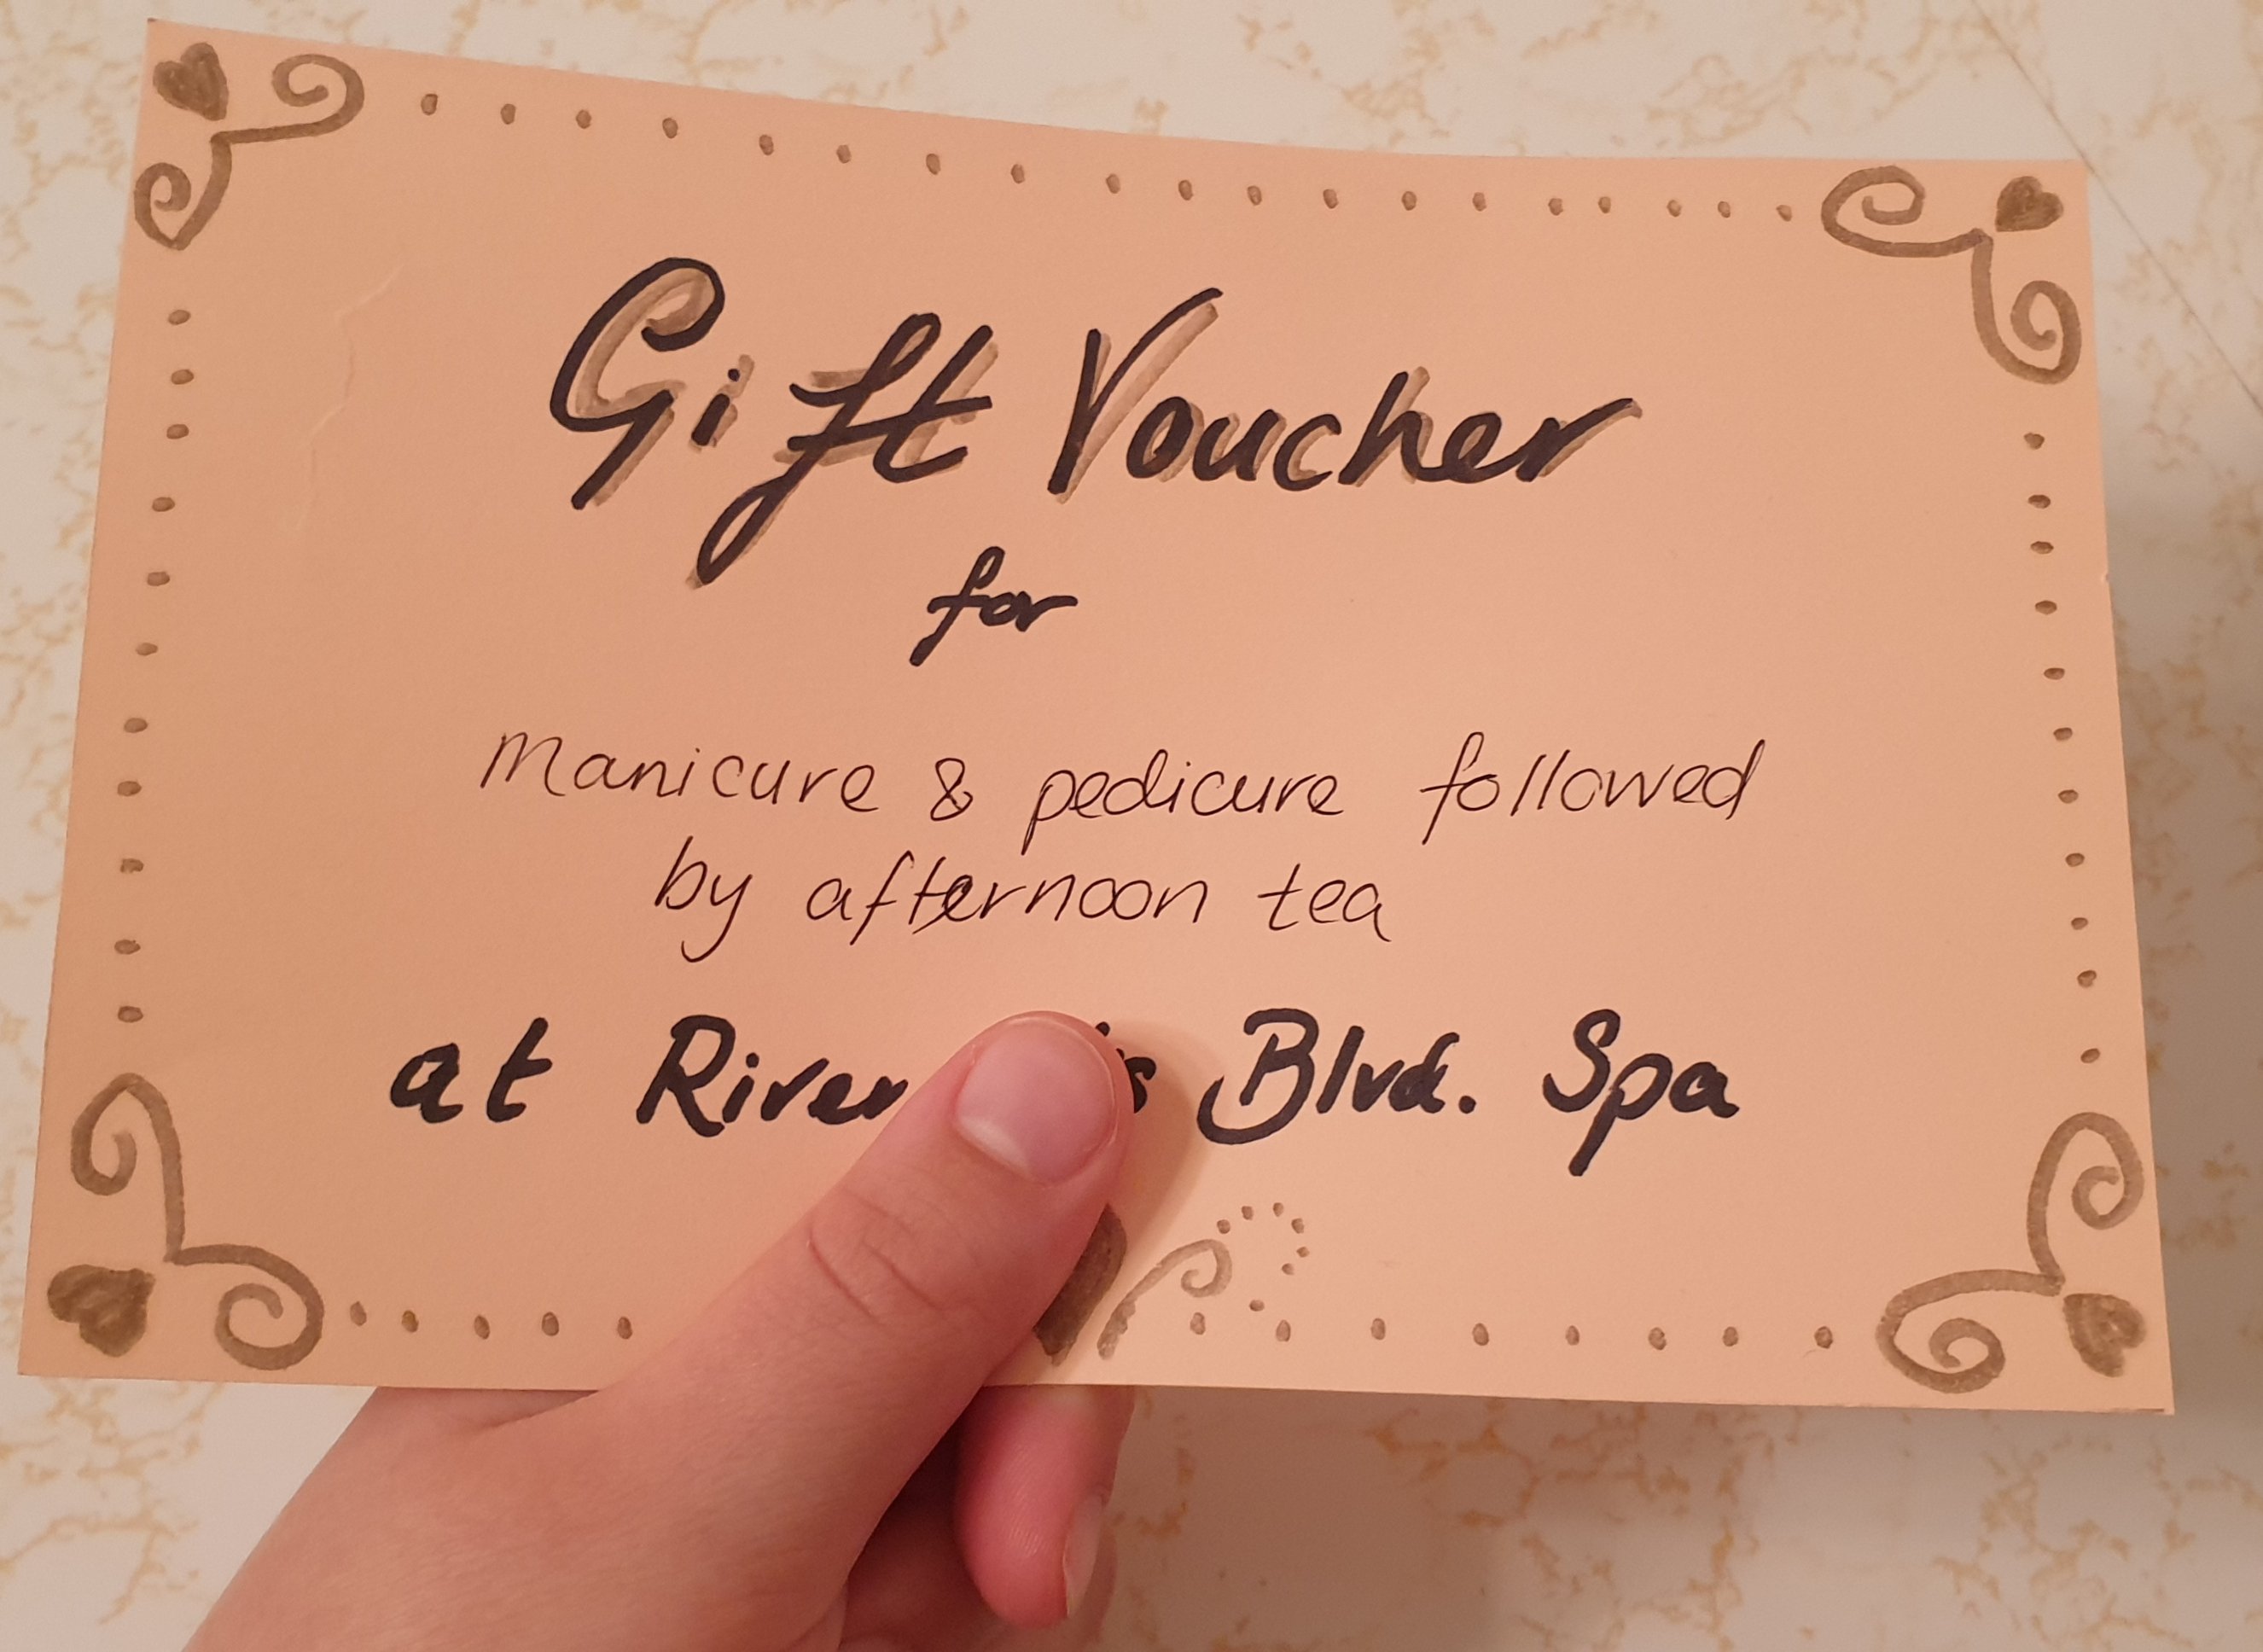 Gift Voucher
for
Manicure & pedicure followed
by afternoon tea
at Blvd. Spa